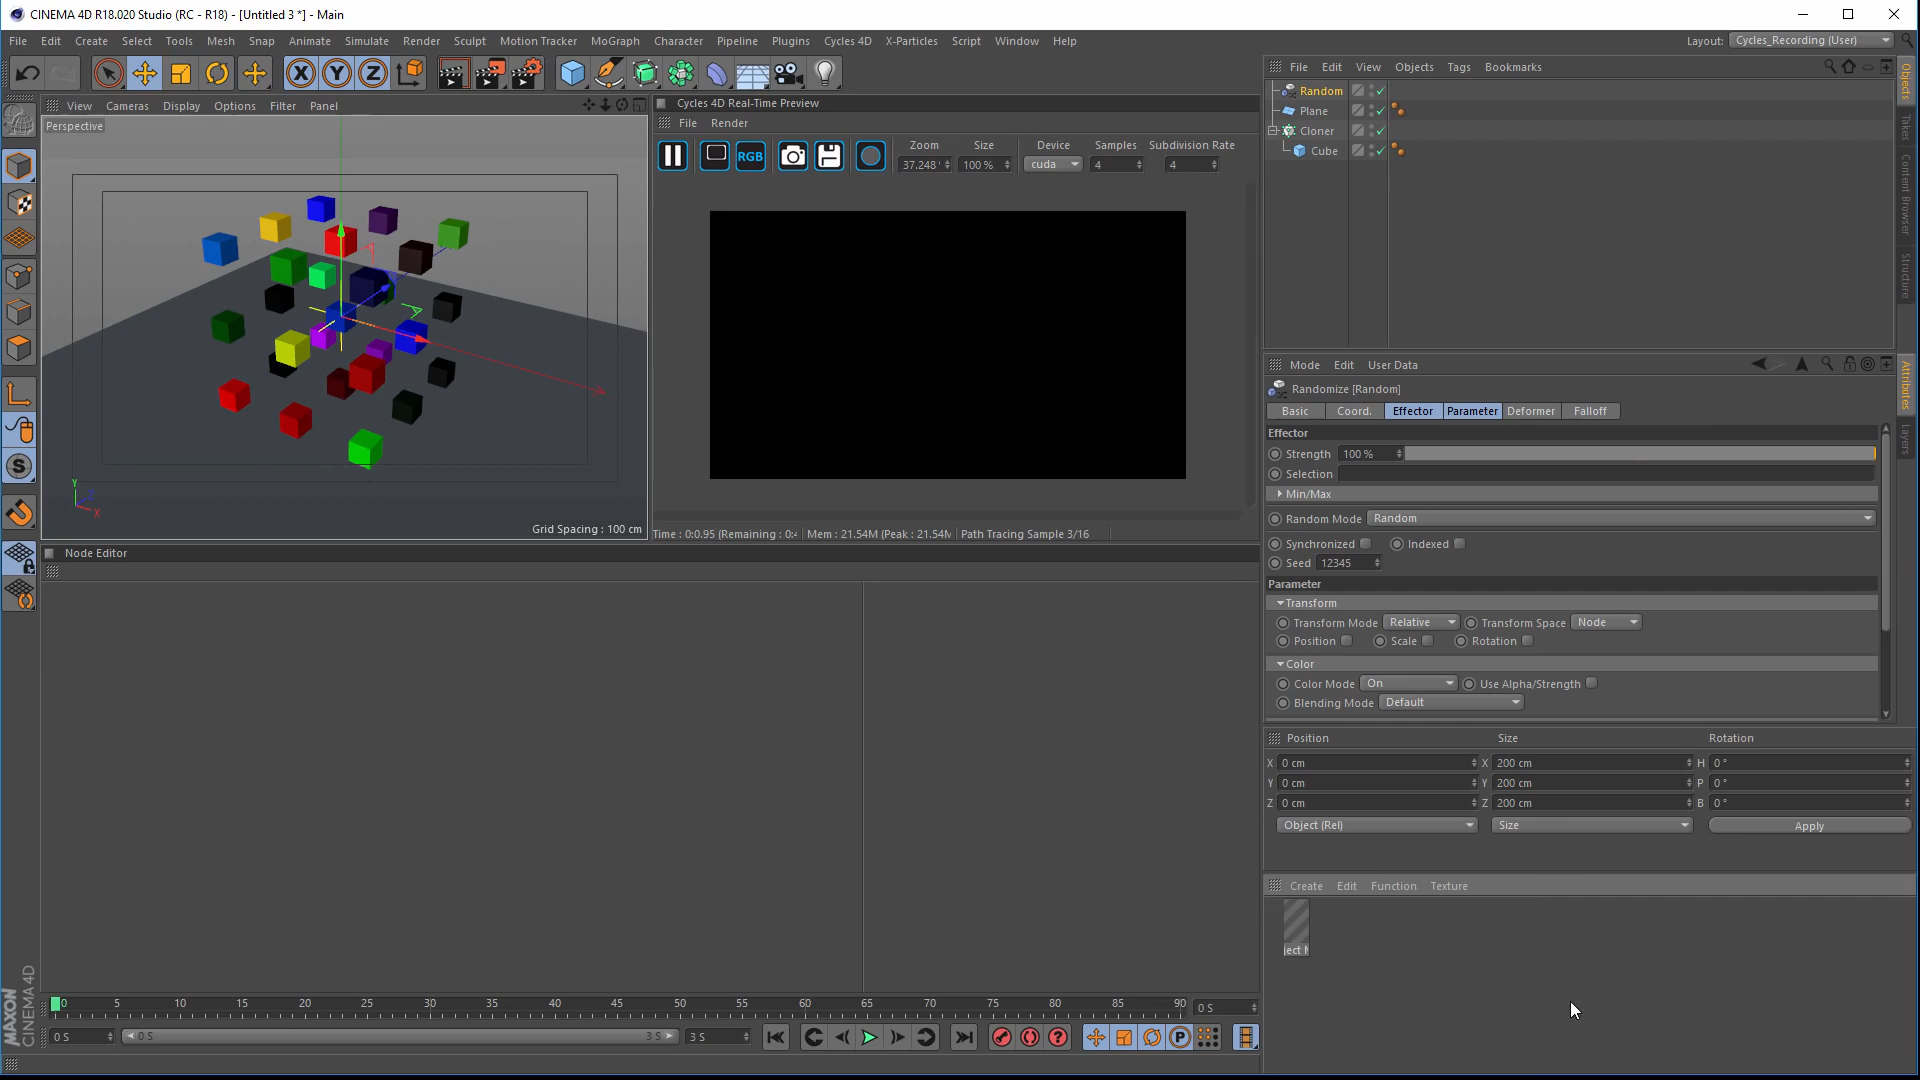 CINEMA 4D R18.020 Studio (RC - R18) - [Untitled 3 *] - Main
File Edit Create Select Tools Mesh Snap Animate Simulate Render Sculpt Motion Tracker MoGraph Character Pipeline Plugins Cycles 4D X-Particles Script Window Help
Layout: Cycles_Recording (User)
X Y Z
View Cameras Display Options Filter Panel
Perspective
Y
Z
X
Grid Spacing : 100 cm
Cycles 4D Real-Time Preview
File Render
RGB
Zoom Size Device Samples Subdivision Rate
37.248 100 % cuda 4 4
Time : 0:0.95 (Remaining : 0: Mem : 21.54M (Peak : 21.54M Path Tracing Sample 3/16
File Edit View Objects Tags Bookmarks
Random
Plane
Cloner
Cube
Objects
Takes
Content Browser
Structure
Mode Edit User Data
Randomize [Random]
Basic Coord. Effector Parameter Deformer Falloff
Effector
Strength 100 %
Selection
Min/Max
Random Mode Random
Synchronized Indexed
Seed 12345
Parameter
Transform
Transform Mode Relative Transform Space Node
Position Scale Rotation
Color
Color Mode On Use Alpha/Strength
Blending Mode Default
Attributes
Layers
Position Size Rotation
X 0 cm X 200 cm H 0 °
Y 0 cm Y 200 cm P 0 °
Z 0 cm Z 200 cm B 0 °
Object (Rel) Size Apply
Create Edit Function Texture
ject M
Node Editor
0 5 10 15 20 25 30 35 40 45 50 55 60 65 70 75 80 85 90 0 S
0 S 0 S 3 S 3 S
P
MAXON
CINEMA 4D